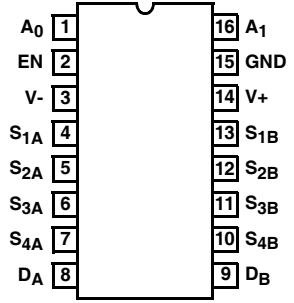 A0 1 16 A1
EN 2 15 GND
V- 3 14 V+
S1A 4 13 S1B
S2A 5 12 S2B
S3A 6 11 S3B
S4A 7 10 S4B
DA 8 9 DB